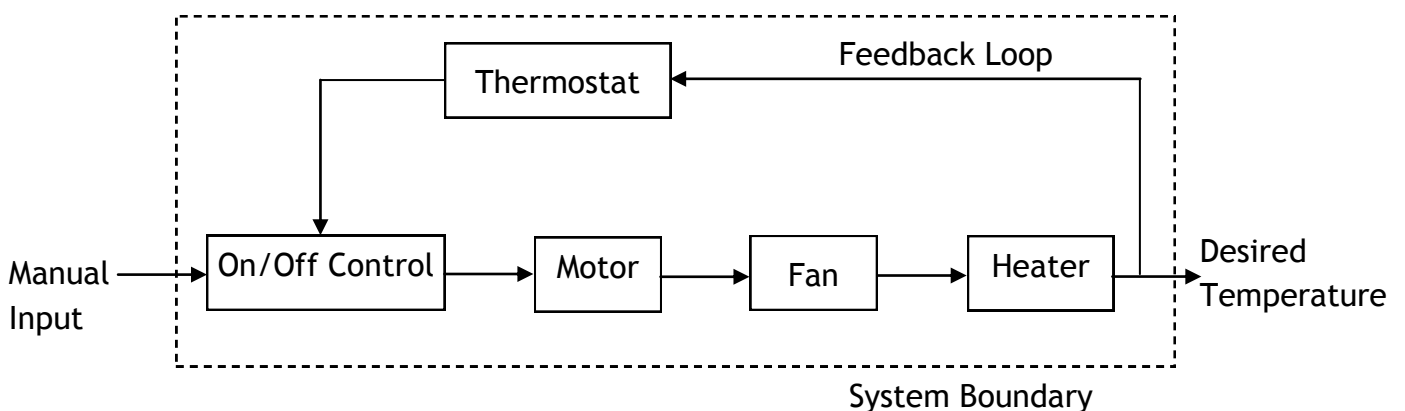 Feedback Loop
Thermostat
Manual
Input
On/Off Control
Motor
Fan
Heater
Desired
Temperature
System Boundary